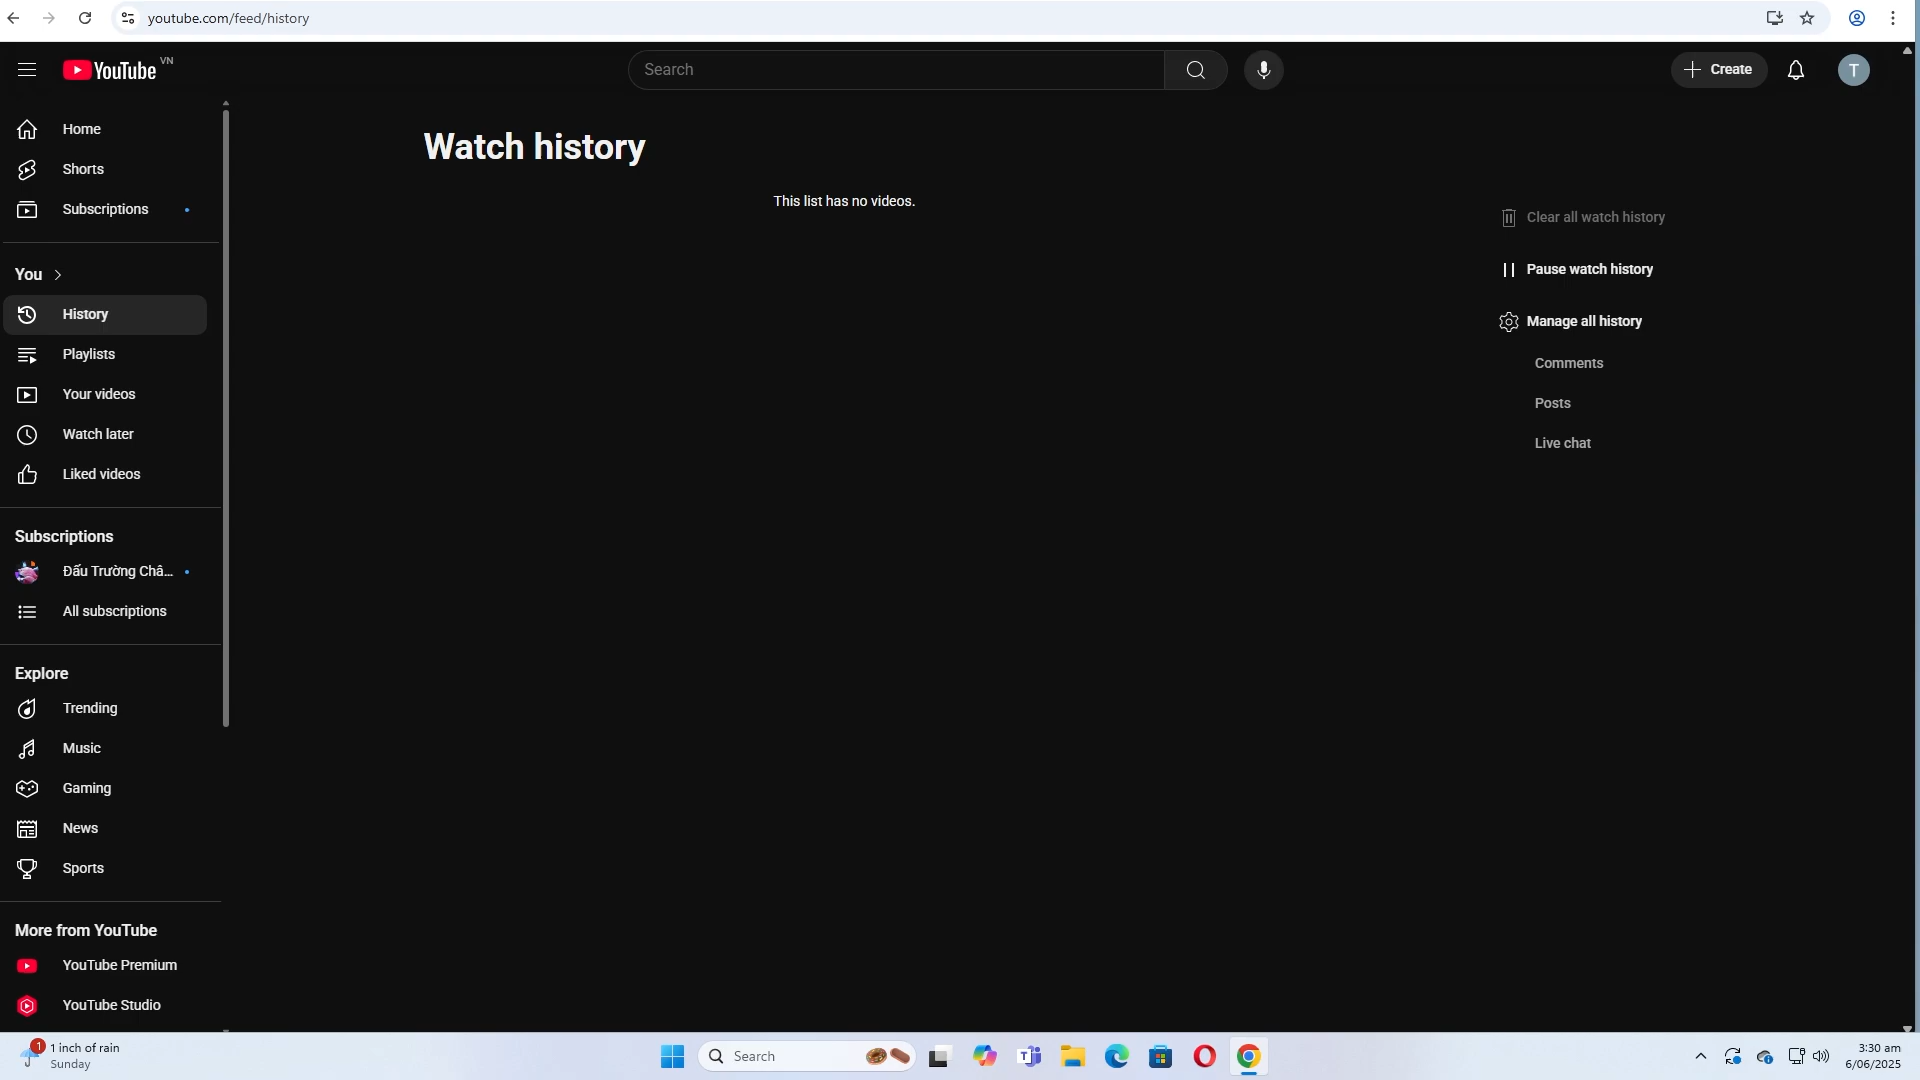 youtube.com/feed/history
YouTube VN
Search
Create
T
Home
Shorts
Subscriptions
You
History
Playlists
Your videos
Watch later
Liked videos
Subscriptions
Đấu Trường Châ...
All subscriptions
Explore
Trending
Music
Gaming
News
Sports
More from YouTube
YouTube Premium
YouTube Studio
Watch history
This list has no videos.
Clear all watch history
Pause watch history
Manage all history
Comments
Posts
Live chat
1
1 inch of rain
Sunday
Search
3:30 am
6/06/2025